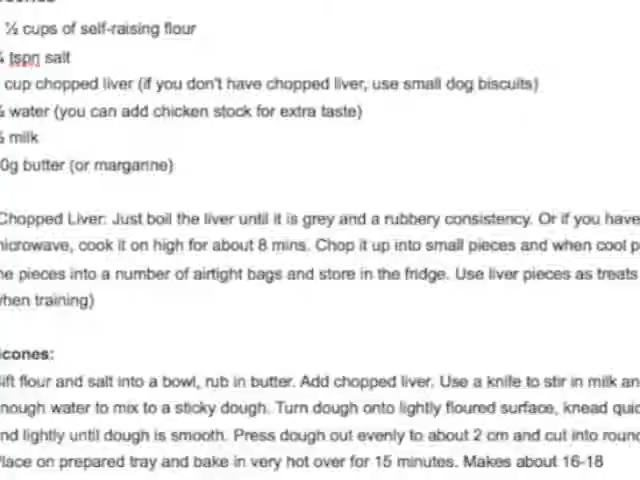 ½ cups of self-raising flour
tspn salt
cup chopped liver (if you don't have chopped liver, use small dog biscuits)
water (you can add chicken stock for extra taste)
milk
0g butter (or margarine)
Chopped Liver: Just boil the liver until it is grey and a rubbery consistency. Or if you have
microwave, cook it on high for about 8 mins. Chop it up into small pieces and when cool p
he pieces into a number of airtight bags and store in the fridge. Use liver pieces as treats
when training)
cones:
ift flour and salt into a bowl, rub in butter. Add chopped liver. Use a knife to stir in milk an
nough water to mix to a sticky dough. Turn dough onto lightly floured surface, knead quic
nd lightly until dough is smooth. Press dough out evenly to about 2 cm and cut into roun
Place on prepared tray and bake in very hot over for 15 minutes. Makes about 16-18